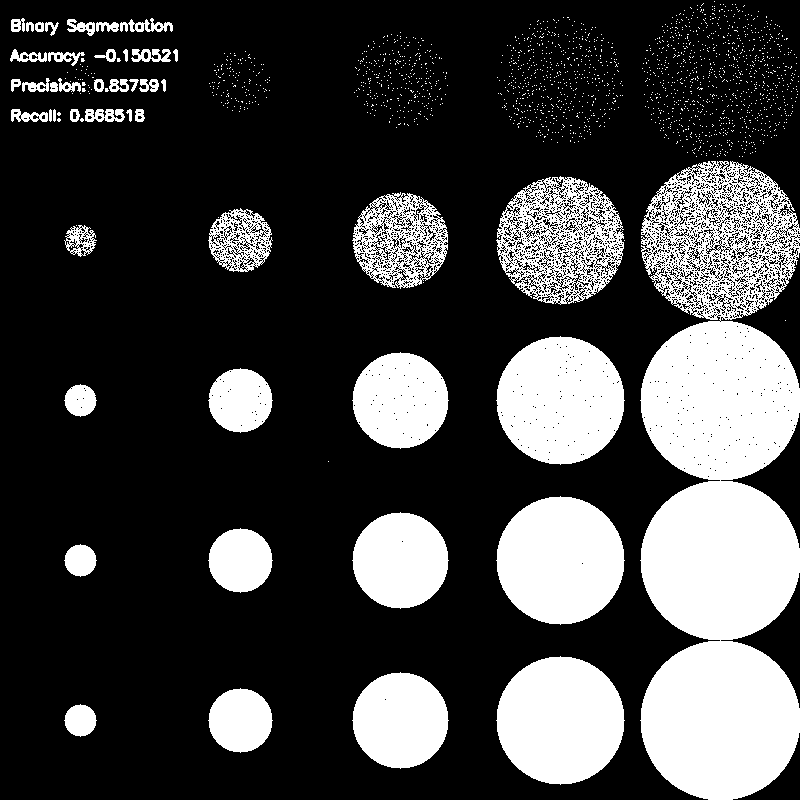 Binary Segmentation
Accuracy: -0.150521
Precision: 0.857591
Recall: 0.868518